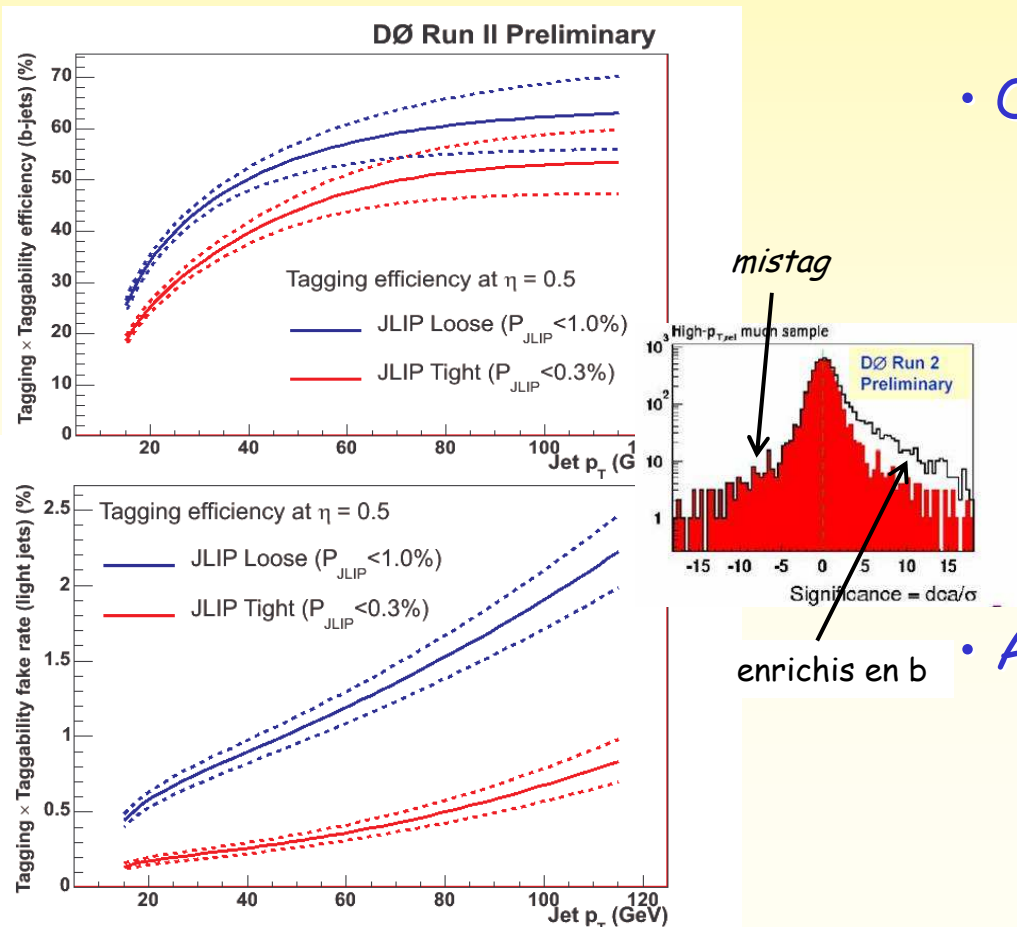 DØ Run II Preliminary
Tagging × Taggability efficiency (b-jets) (%)
70
60
50
40
30
20
10
0
Tagging efficiency at η = 0.5
JLIP Loose (P_JLIP<1.0%)
JLIP Tight (P_JLIP<0.3%)
20
40
60
80
100
Jet p_T (G
Tagging × Taggability fake rate (light jets) (%)
2.5
2
1.5
1
0.5
0
Tagging efficiency at η = 0.5
JLIP Loose (P_JLIP<1.0%)
JLIP Tight (P_JLIP<0.3%)
20
40
60
80
100
120
Jet p_T (GeV)
mistag
High-p_T,rel muon sample
DØ Run 2
Preliminary
10^3
10^2
10
1
-15
-10
-5
0
5
10
15
Significance = dca/σ
enrichis en b